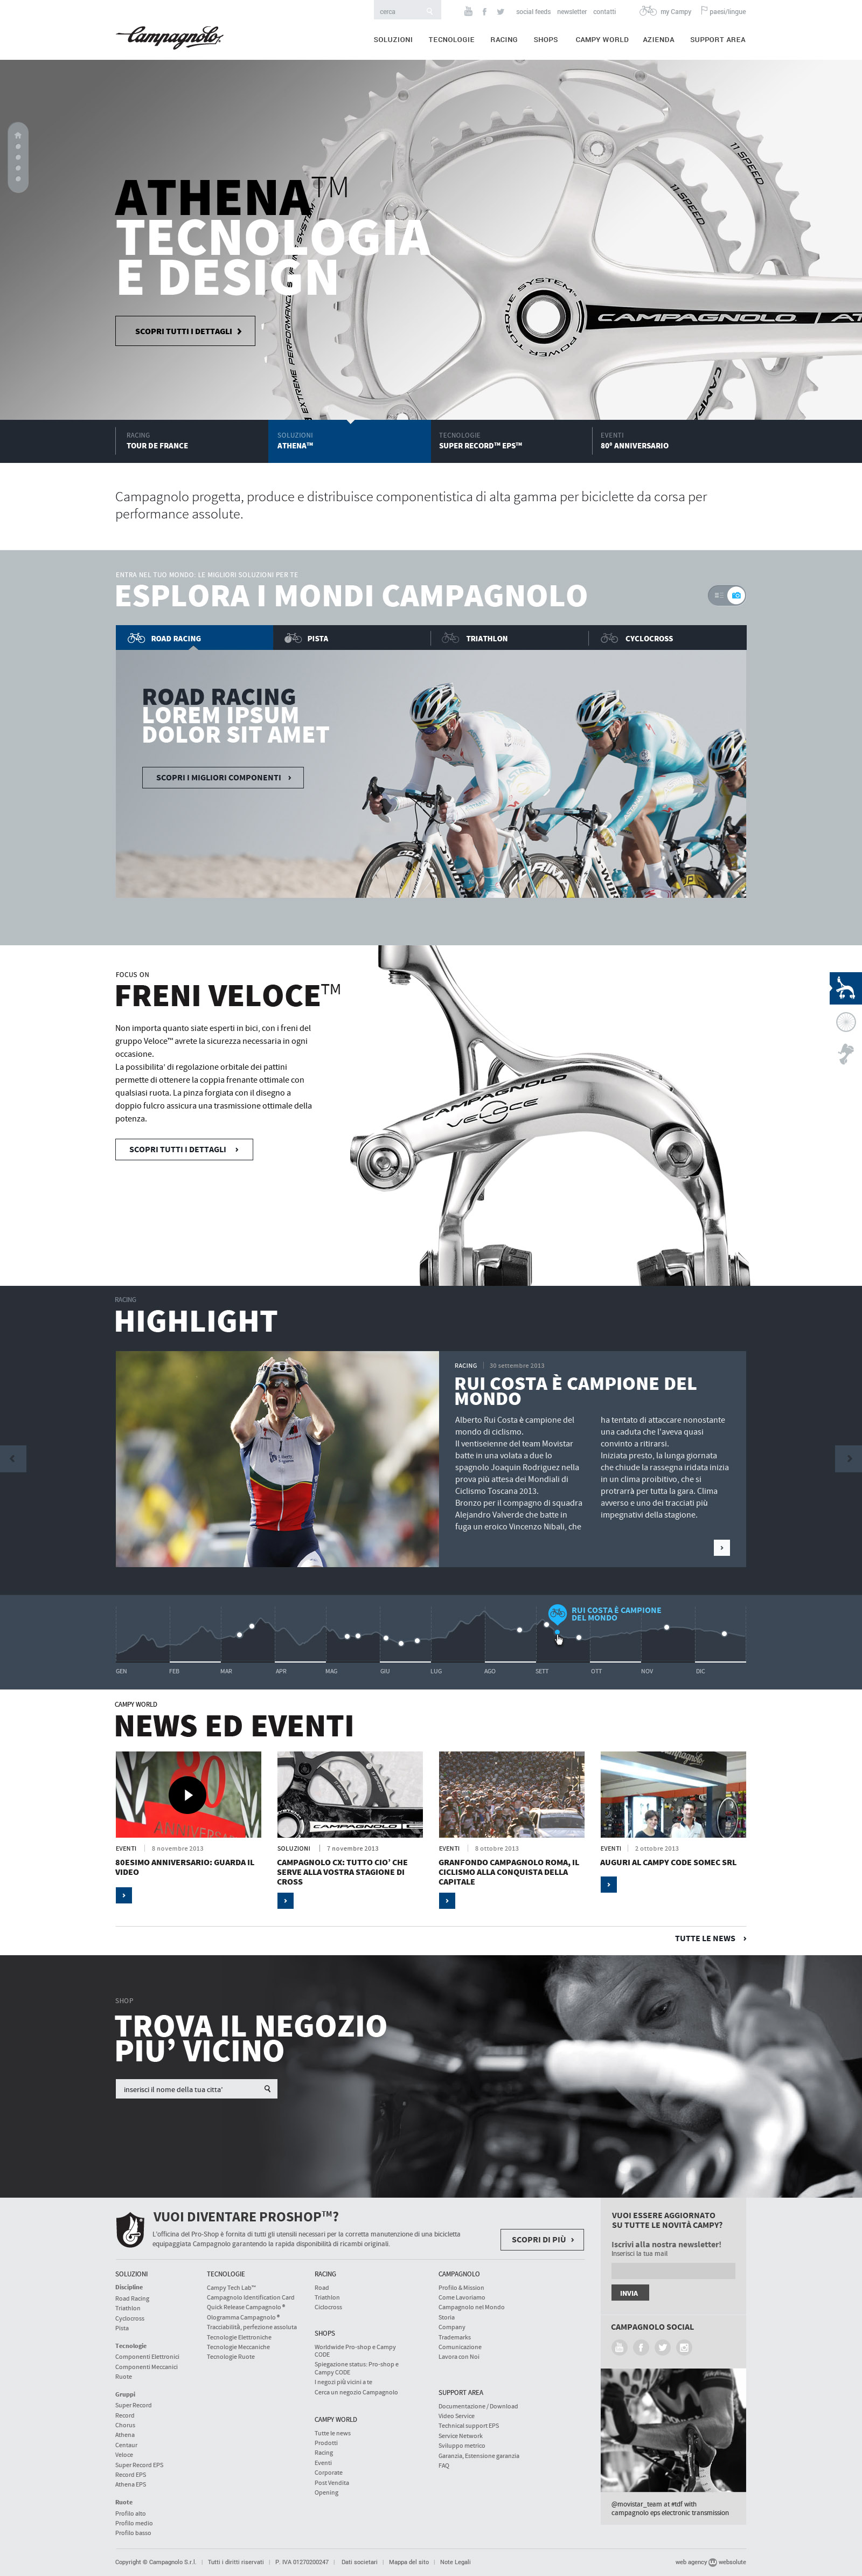 cerca
social feeds newsletter contatti
my Campy paesi/lingue
Campagnolo
SOLUZIONI TECNOLOGIE RACING SHOPS CAMPY WORLD AZIENDA SUPPORT AREA
ATHENA™
TECNOLOGIA
E DESIGN
SCOPRI TUTTI I DETTAGLI
11 SPEED
11 SPEED
TORQUE SYSTEM
POWER TORQUE
CAMPAGNOLO
RACING
TOUR DE FRANCE
SOLUZIONI
ATHENA™
TECNOLOGIE
SUPER RECORD™ EPS™
EVENTI
80° ANNIVERSARIO
Campagnolo progetta, produce e distribuisce componentistica di alta gamma per biciclette da corsa per
performance assolute.
ENTRA NEL TUO MONDO: LE MIGLIORI SOLUZIONI PER TE
ESPLORA I MONDI CAMPAGNOLO
ROAD RACING PISTA TRIATHLON CYCLOCROSS
ROAD RACING
LOREM IPSUM
DOLOR SIT AMET
SCOPRI I MIGLIORI COMPONENTI
FOCUS ON
FRENI VELOCE™
Non importa quanto siate esperti in bici, con i freni del
gruppo Veloce™ avrete la sicurezza necessaria in ogni
occasione.
La possibilita' di regolazione orbitale dei pattini
permette di ottenere la coppia frenante ottimale con
qualsiasi ruota. La pinza forgiata con il disegno a
doppio fulcro assicura una trasmissione ottimale della
potenza.
SCOPRI TUTTI I DETTAGLI
CAMPAGNOLO
VELOCE
RACING
HIGHLIGHT
RACING 30 settembre 2013
RUI COSTA È CAMPIONE DEL
MONDO
Alberto Rui Costa è campione del
mondo di ciclismo.
Il ventiseienne del team Movistar
batte in una volata a due lo
spagnolo Joaquin Rodriguez nella
prova più attesa dei Mondiali di
Ciclismo Toscana 2013.
Bronzo per il compagno di squadra
Alejandro Valverde che batte in
fuga un eroico Vincenzo Nibali, che
ha tentato di attaccare nonostante
una caduta che l'aveva quasi
convinto a ritirarsi.
Iniziata presto, la lunga giornata
che chiude la rassegna iridata inizia
in un clima proibitivo, che si
protrarrà per tutta la gara. Clima
avverso e uno dei tracciati più
impegnativi della stagione.
RUI COSTA È CAMPIONE
DEL MONDO
GEN FEB MAR APR MAG GIU LUG AGO SETT OTT NOV DIC
CAMPY WORLD
NEWS ED EVENTI
80
ANNIVERSARI
CAMPAGNOLO
Campagnolo
EVENTI 8 novembre 2013
80ESIMO ANNIVERSARIO: GUARDA IL
VIDEO
SOLUZIONI 7 novembre 2013
CAMPAGNOLO CX: TUTTO CIO' CHE
SERVE ALLA VOSTRA STAGIONE DI
CROSS
EVENTI 8 ottobre 2013
GRANFONDO CAMPAGNOLO ROMA, IL
CICLISMO ALLA CONQUISTA DELLA
CAPITALE
EVENTI 2 ottobre 2013
AUGURI AL CAMPY CODE SOMEC SRL
TUTTE LE NEWS
SHOP
TROVA IL NEGOZIO
PIU' VICINO
inserisci il nome della tua citta'
VUOI DIVENTARE PROSHOP™?
L'officina del Pro-Shop è fornita di tutti gli utensili necessari per la corretta manutenzione di una bicicletta
equipaggiata Campagnolo garantendo la rapida disponibilità di ricambi originali.
SCOPRI DI PIÙ
VUOI ESSERE AGGIORNATO
SU TUTTE LE NOVITÀ CAMPY?
Iscrivi alla nostra newsletter!
Inserisci la tua mail
INVIA
CAMPAGNOLO SOCIAL
@movistar_team at #tdf with
campagnolo eps electronic transmission
SOLUZIONI
Discipline
Road Racing
Triathlon
Cyclocross
Pista
Tecnologie
Componenti Elettronici
Componenti Meccanici
Ruote
Gruppi
Super Record
Record
Chorus
Athena
Centaur
Veloce
Super Record EPS
Record EPS
Athena EPS
Ruote
Profilo alto
Profilo medio
Profilo basso
TECNOLOGIE
Campy Tech Lab™
Campagnolo Identification Card
Quick Release Campagnolo®
Ologramma Campagnolo®
Tracciabilità, perfezione assoluta
Tecnologie Elettroniche
Tecnologie Meccaniche
Tecnologie Ruote
RACING
Road
Triathlon
Ciclocross
SHOPS
Worldwide Pro-shop e Campy
CODE
Spiegazione status: Pro-shop e
Campy CODE
I negozi più vicini a te
Cerca un negozio Campagnolo
CAMPY WORLD
Tutte le news
Prodotti
Racing
Eventi
Corporate
Post Vendita
Opening
CAMPAGNOLO
Profilo & Mission
Come Lavoriamo
Campagnolo nel Mondo
Storia
Company
Trademarks
Comunicazione
Lavora con Noi
SUPPORT AREA
Documentazione / Download
Video Service
Technical support EPS
Service Network
Sviluppo metrico
Garanzia, Estensione garanzia
FAQ
Copyright © Campagnolo S.r.l. | Tutti i diritti riservati | P. IVA 01270200247 | Dati societari | Mappa del sito | Note Legali
web agency websolute